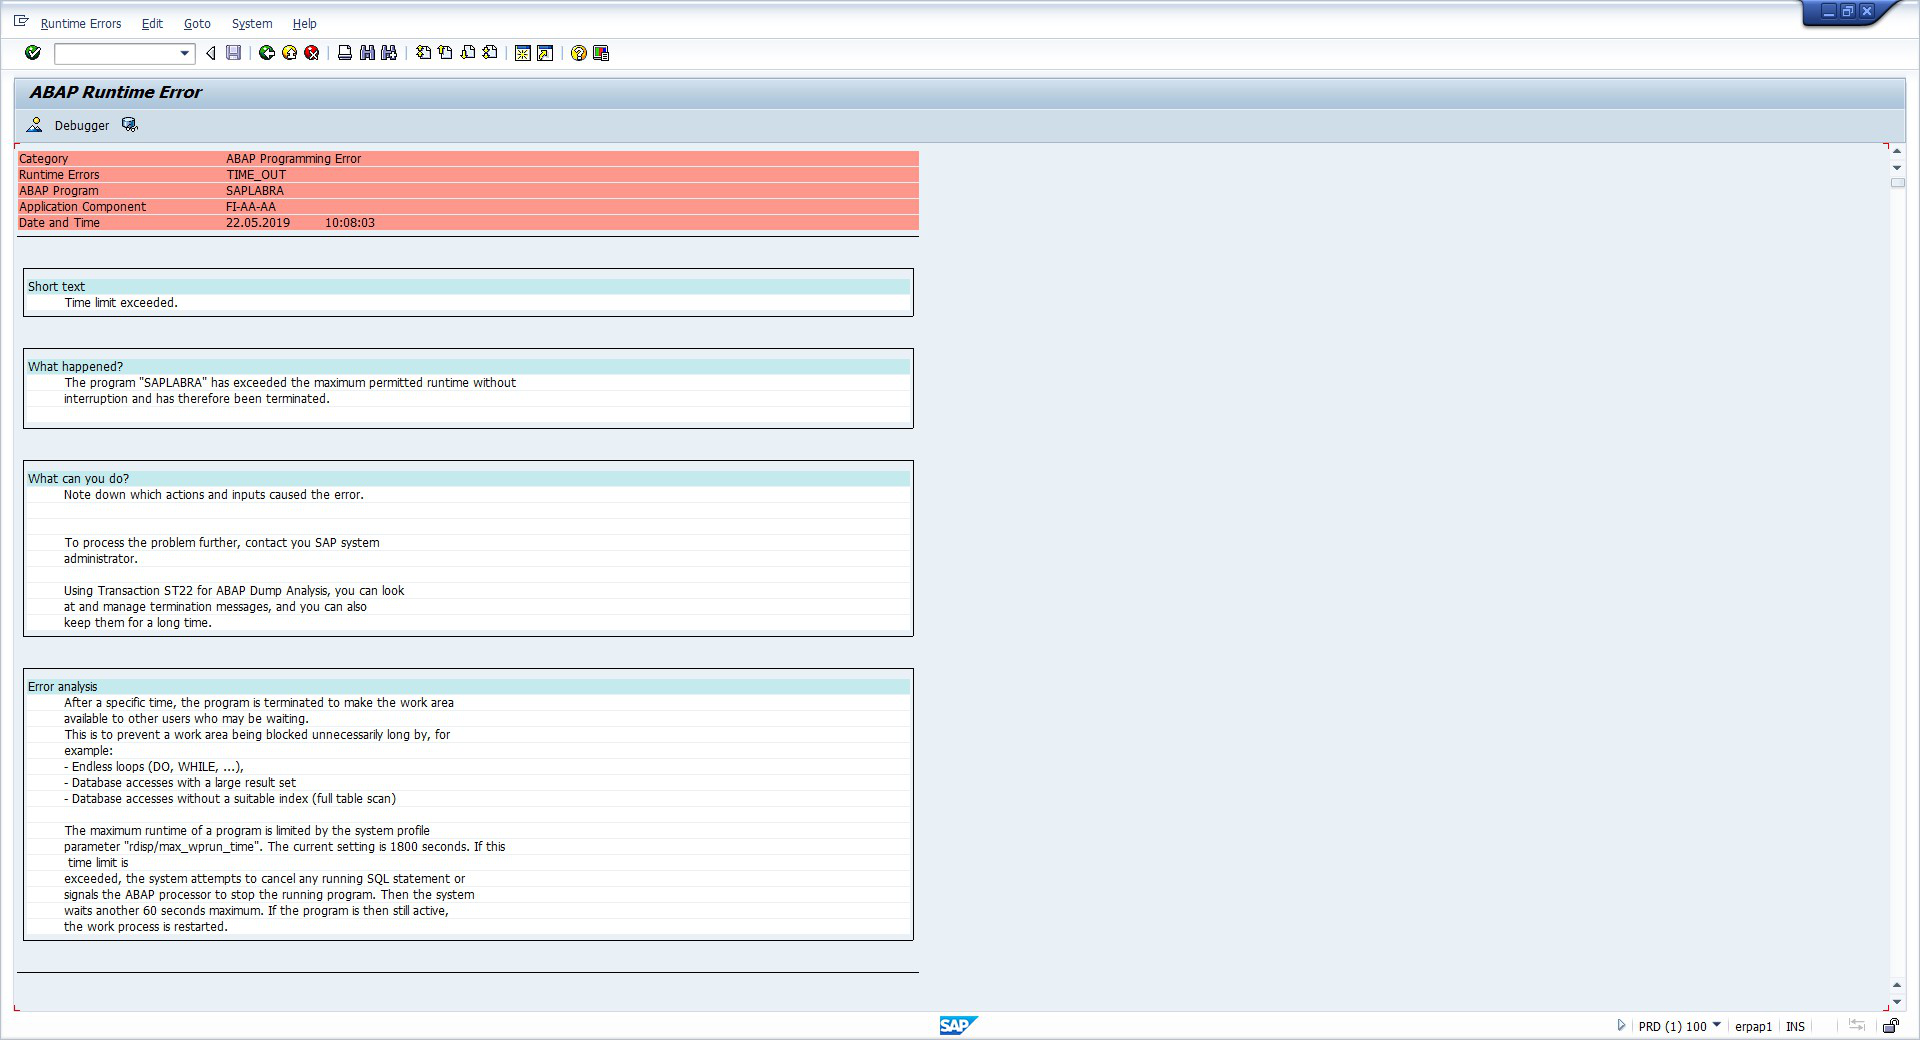 Runtime Errors Edit Goto System Help
ABAP Runtime Error
Debugger
Category ABAP Programming Error
Runtime Errors TIME_OUT
ABAP Program SAPLABRA
Application Component FI-AA-AA
Date and Time 22.05.2019 10:08:03
Short text
Time limit exceeded.
What happened?
The program "SAPLABRA" has exceeded the maximum permitted runtime without
interruption and has therefore been terminated.
What can you do?
Note down which actions and inputs caused the error.
To process the problem further, contact you SAP system
administrator.
Using Transaction ST22 for ABAP Dump Analysis, you can look
at and manage termination messages, and you can also
keep them for a long time.
Error analysis
After a specific time, the program is terminated to make the work area
available to other users who may be waiting.
This is to prevent a work area being blocked unnecessarily long by, for
example:
- Endless loops (DO, WHILE, ...),
- Database accesses with a large result set
- Database accesses without a suitable index (full table scan)
The maximum runtime of a program is limited by the system profile
parameter "rdisp/max_wprun_time". The current setting is 1800 seconds. If this
time limit is
exceeded, the system attempts to cancel any running SQL statement or
signals the ABAP processor to stop the running program. Then the system
waits another 60 seconds maximum. If the program is then still active,
the work process is restarted.
SAP
PRD (1) 100 erpap1 INS